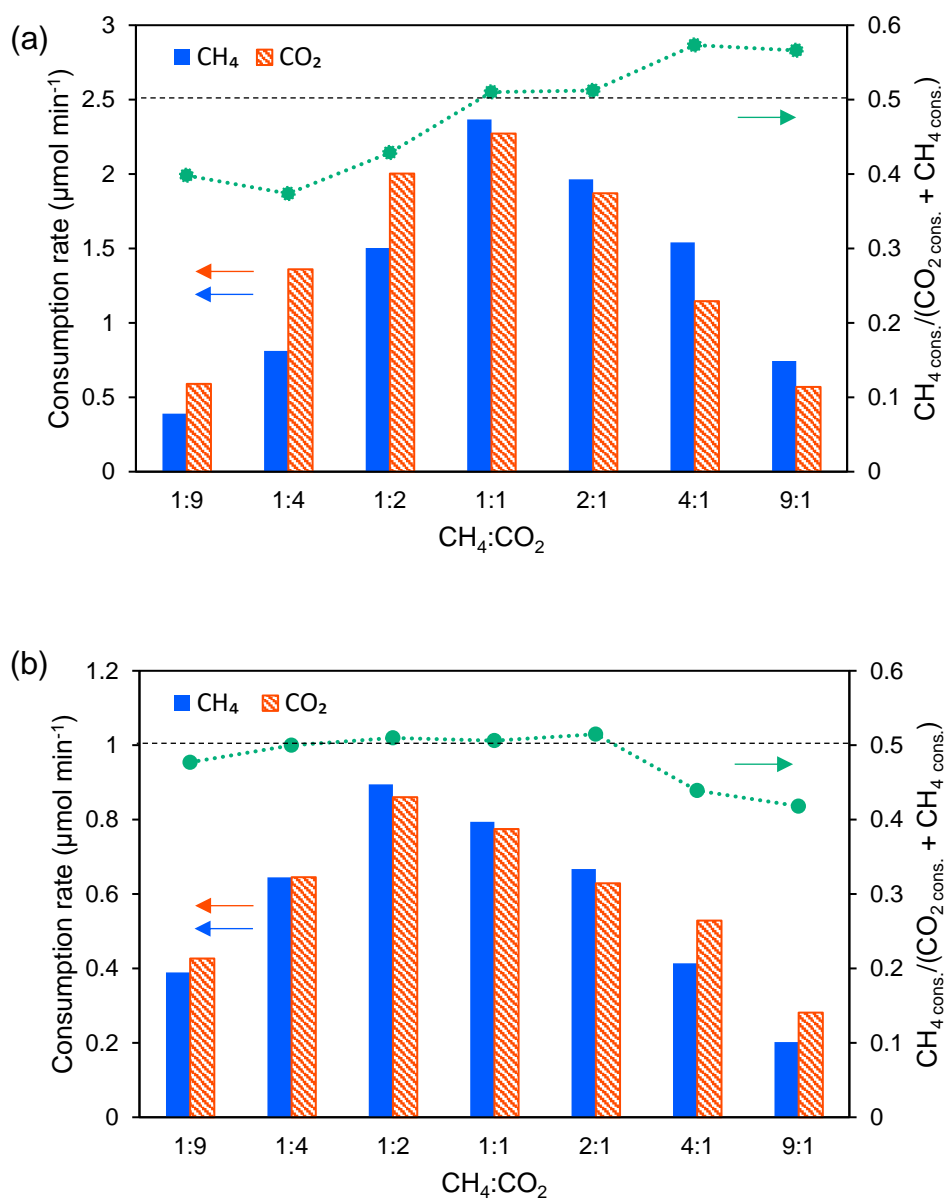 (a)
CH₄ CO₂
Consumption rate (µmol min⁻¹)
3
2.5
2
1.5
1
0.5
0
0.6
0.5
0.4
0.3
0.2
0.1
0
CH₄ cons./(CO₂ cons. + CH₄ cons.)
1:9 1:4 1:2 1:1 2:1 4:1 9:1
CH₄:CO₂
(b)
CH₄ CO₂
Consumption rate (µmol min⁻¹)
1.2
1
0.8
0.6
0.4
0.2
0
0.6
0.5
0.4
0.3
0.2
0.1
0
CH₄ cons./(CO₂ cons. + CH₄ cons.)
1:9 1:4 1:2 1:1 2:1 4:1 9:1
CH₄:CO₂